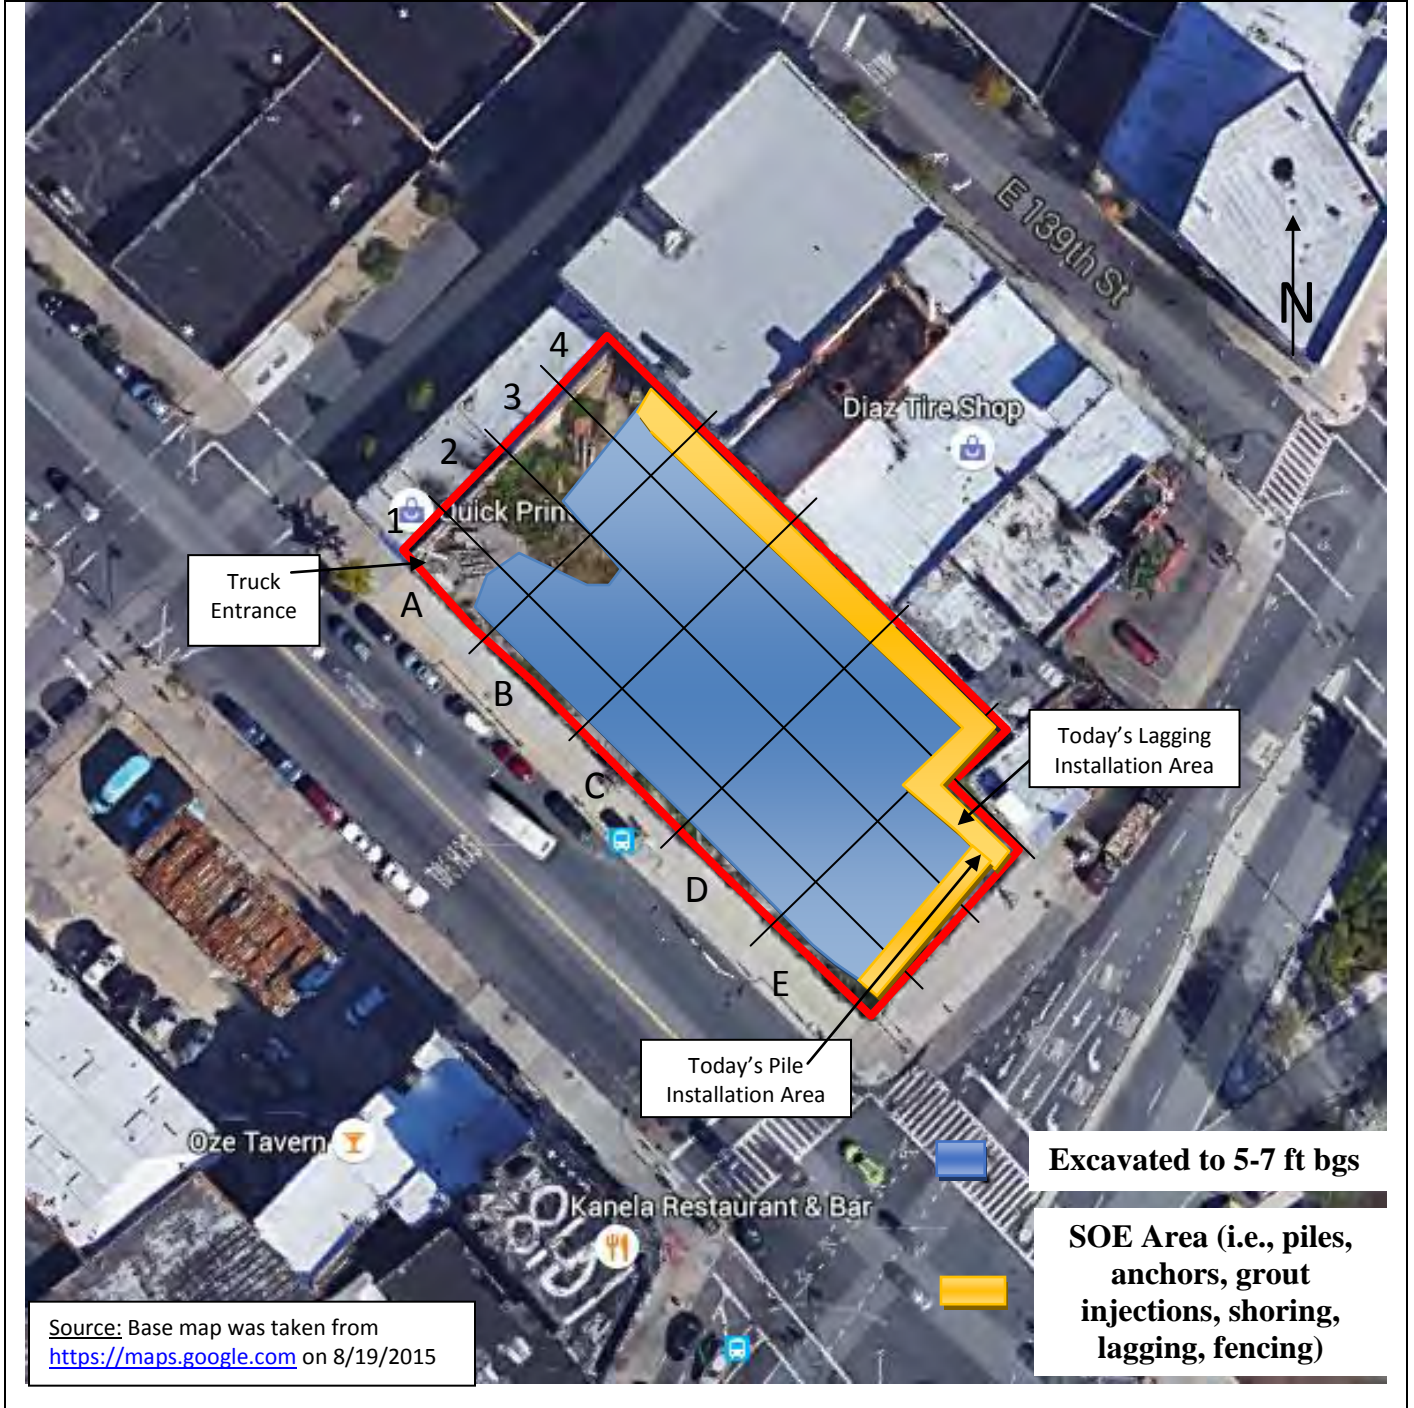 E 139th St
N
4
3
Diaz Tire Shop
2
1
Quick Prin
Truck
Entrance
A
B
Today's Lagging
Installation Area
C
D
E
Today's Pile
Installation Area
Oze Tavern
Excavated to 5-7 ft bgs
Kanela Restaurant & Bar
SOE Area (i.e., piles,
anchors, grout
injections, shoring,
lagging, fencing)
Source: Base map was taken from
https://maps.google.com on 8/19/2015